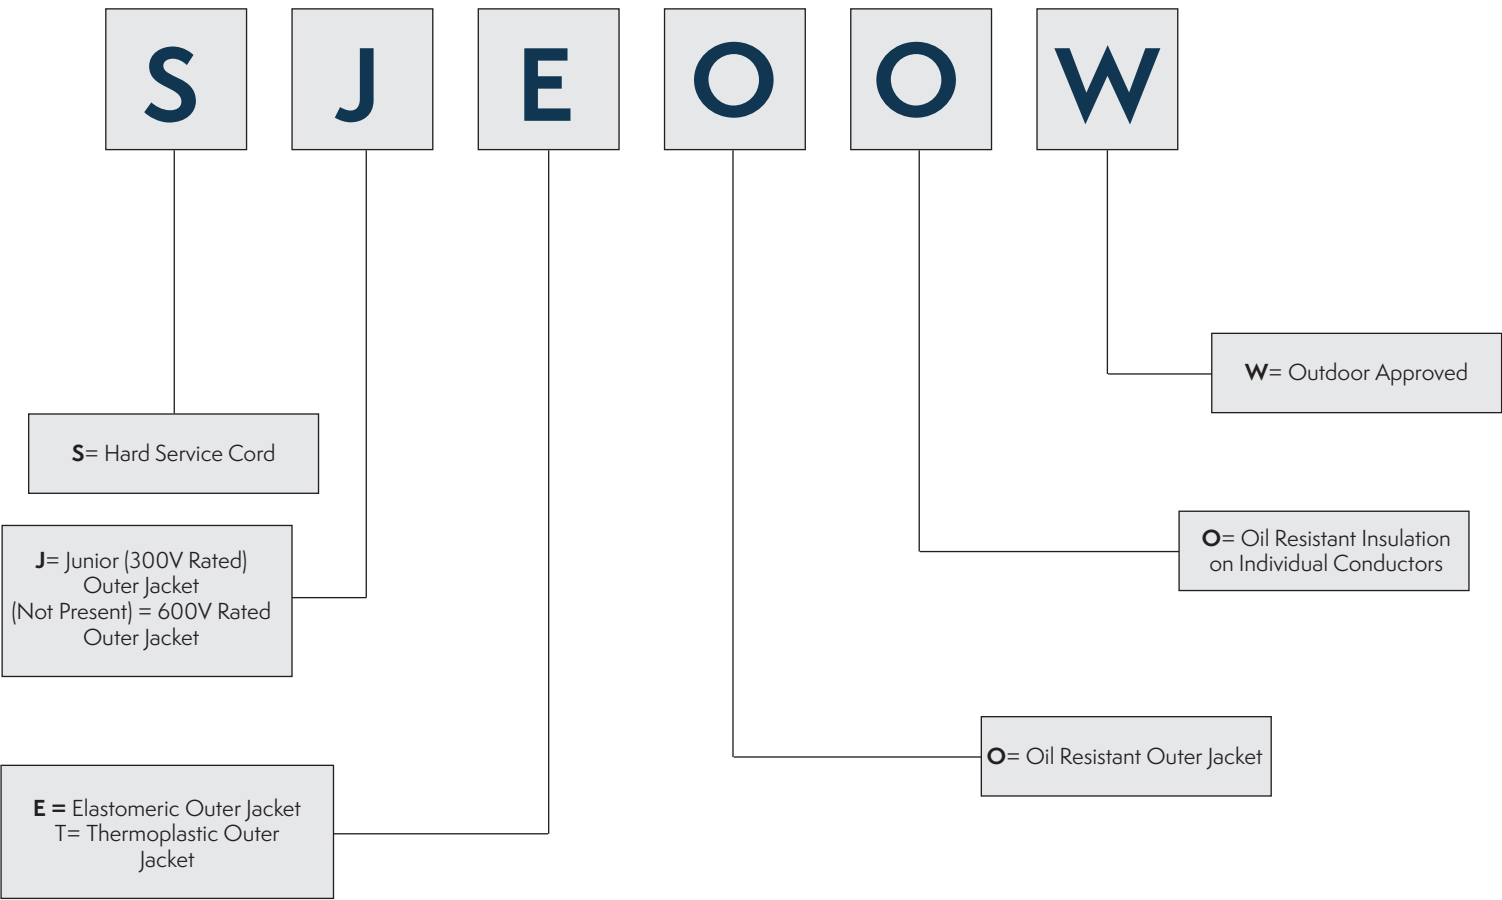 S J E O O W
W= Outdoor Approved
S= Hard Service Cord
O= Oil Resistant Insulation
on Individual Conductors
J= Junior (300V Rated)
Outer Jacket
(Not Present) = 600V Rated
Outer Jacket
O= Oil Resistant Outer Jacket
E = Elastomeric Outer Jacket
T= Thermoplastic Outer
Jacket